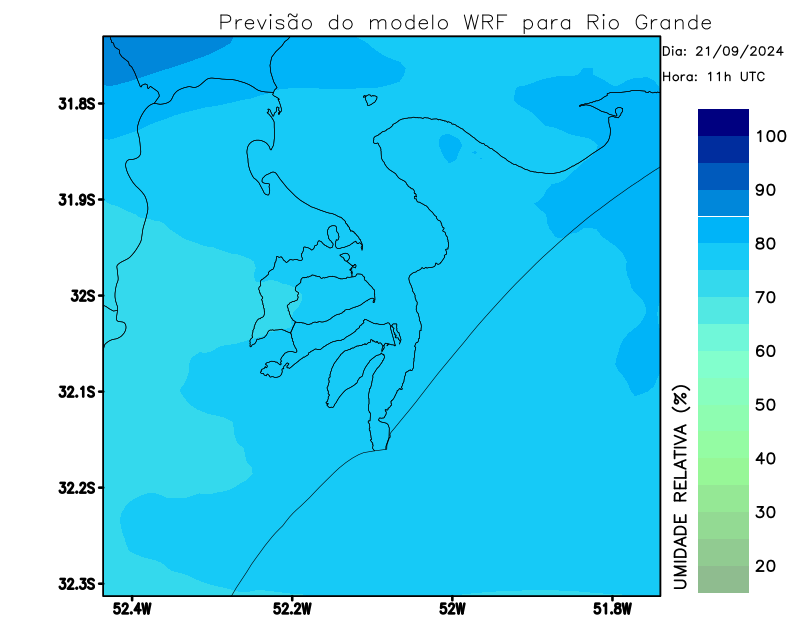 Previsão do modelo WRF para Rio Grande
Dia: 21/09/2024
Hora: 11h UTC
31.8S
31.9S
32S
32.1S
32.2S
32.3S
52.4W
52.2W
52W
51.8W
100
90
80
70
60
50
40
30
20
UMIDADE RELATIVA (%)